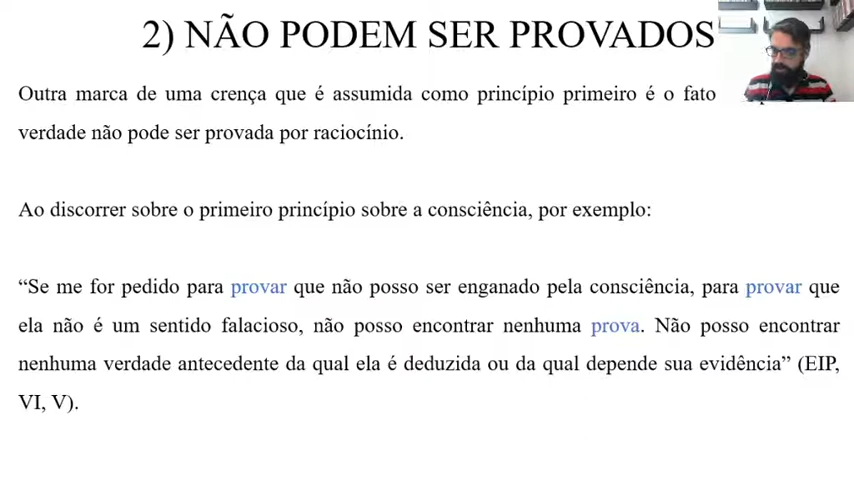 2) NÃO PODEM SER PROVADOS
Outra marca de uma crença que é assumida como princípio primeiro é o fato
verdade não pode ser provada por raciocínio.
Ao discorrer sobre o primeiro princípio sobre a consciência, por exemplo:
“Se me for pedido para provar que não posso ser enganado pela consciência, para provar que
ela não é um sentido falacioso, não posso encontrar nenhuma prova. Não posso encontrar
nenhuma verdade antecedente da qual ela é deduzida ou da qual depende sua evidência” (EIP,
VI, V).